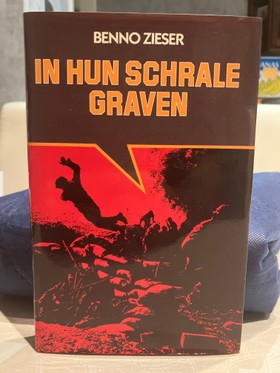 BENNO ZIESER
IN HUN SCHRALE
GRAVEN